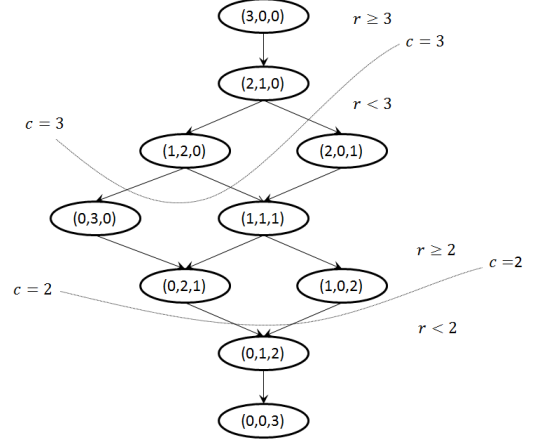 (3,0,0)
r ≥ 3
c = 3
(2,1,0)
r < 3
c = 3
(1,2,0)
(2,0,1)
(0,3,0)
(1,1,1)
r ≥ 2
c =2
(0,2,1)
(1,0,2)
c = 2
r < 2
(0,1,2)
(0,0,3)